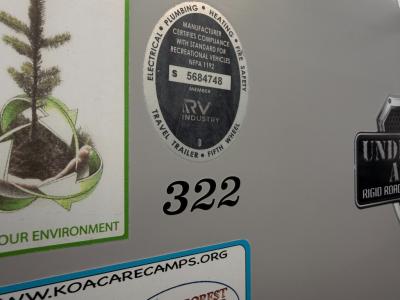 ELECTRICAL • PLUMBING • HEATING • FIRE SAFETY
MANUFACTURER
CERTIFIES COMPLIANCE
WITH STANDARD FOR
RECREATIONAL VEHICLES
NFPA 1192
S 5684748
MEMBER
RV
INDUSTRY
TRAVEL TRAILER • FIFTH WHEEL
322
OUR ENVIRONMENT
UND
A
RIGID ROA
WWW.KOACARECAMPS.ORG